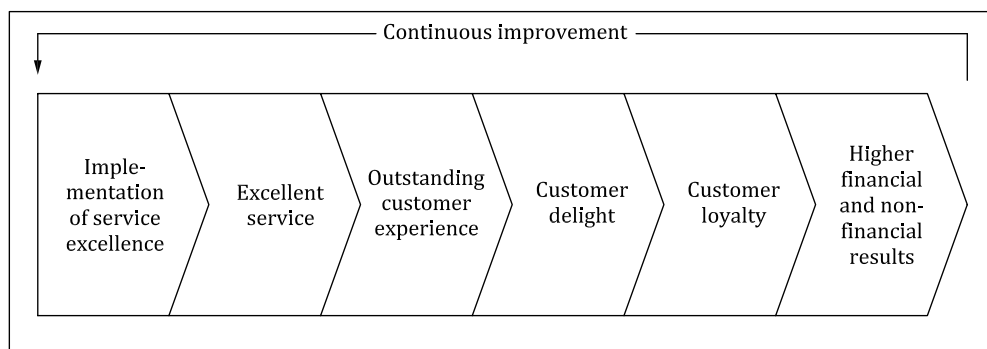 Continuous improvement
Imple-
mentation
of service
excellence
Excellent
service
Outstanding
customer
experience
Customer
delight
Customer
loyalty
Higher
financial
and non-
financial
results